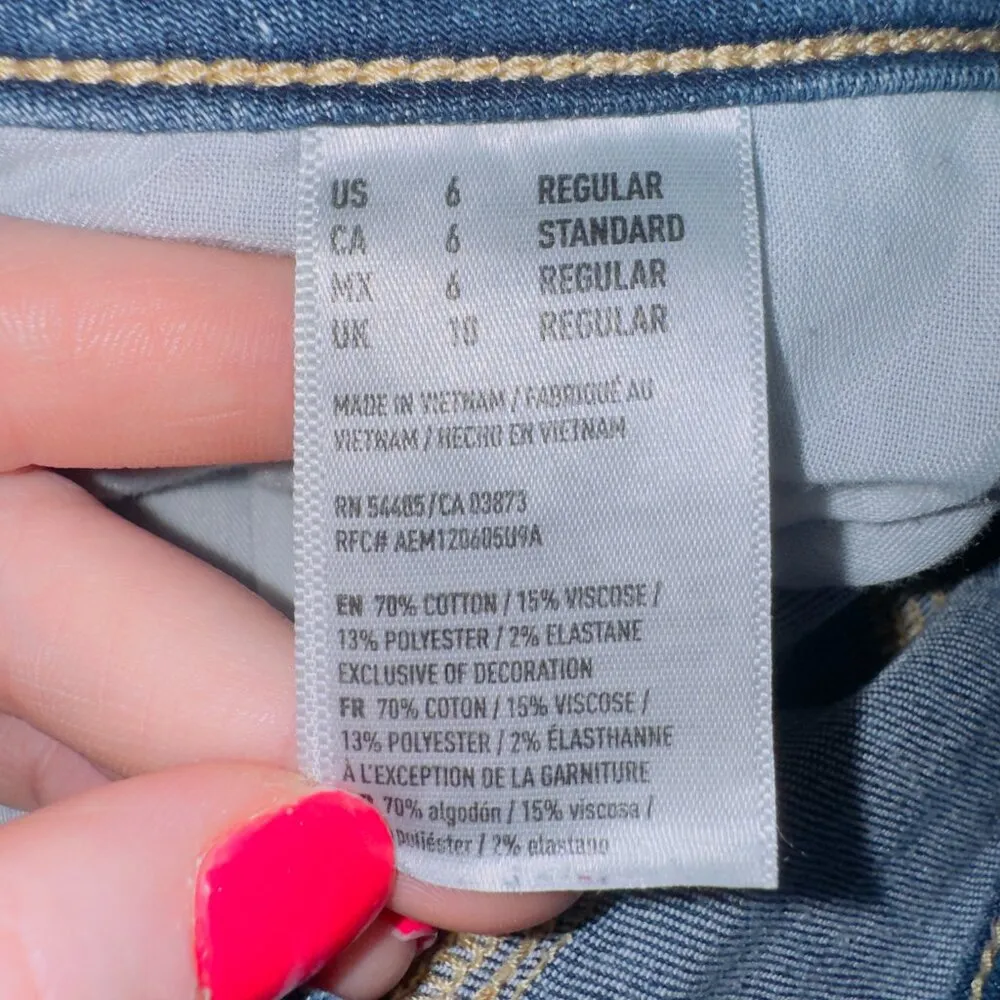 US 6 REGULAR
CA 6 STANDARD
MX 6 REGULAR
UK 10 REGULAR
MADE IN VIETNAM / FABRIQUÉ AU
VIETNAM / HECHO EN VIETNAM
RN 54485/CA 03873
RFC# AEM120605U9A
EN 70% COTTON / 15% VISCOSE /
13% POLYESTER / 2% ELASTANE
EXCLUSIVE OF DECORATION
FR 70% COTON / 15% VISCOSE /
13% POLYESTER / 2% ÉLASTHANNE
À L'EXCEPTION DE LA GARNITURE
70% algodón / 15% viscosa /
poliéster / 2% elastano